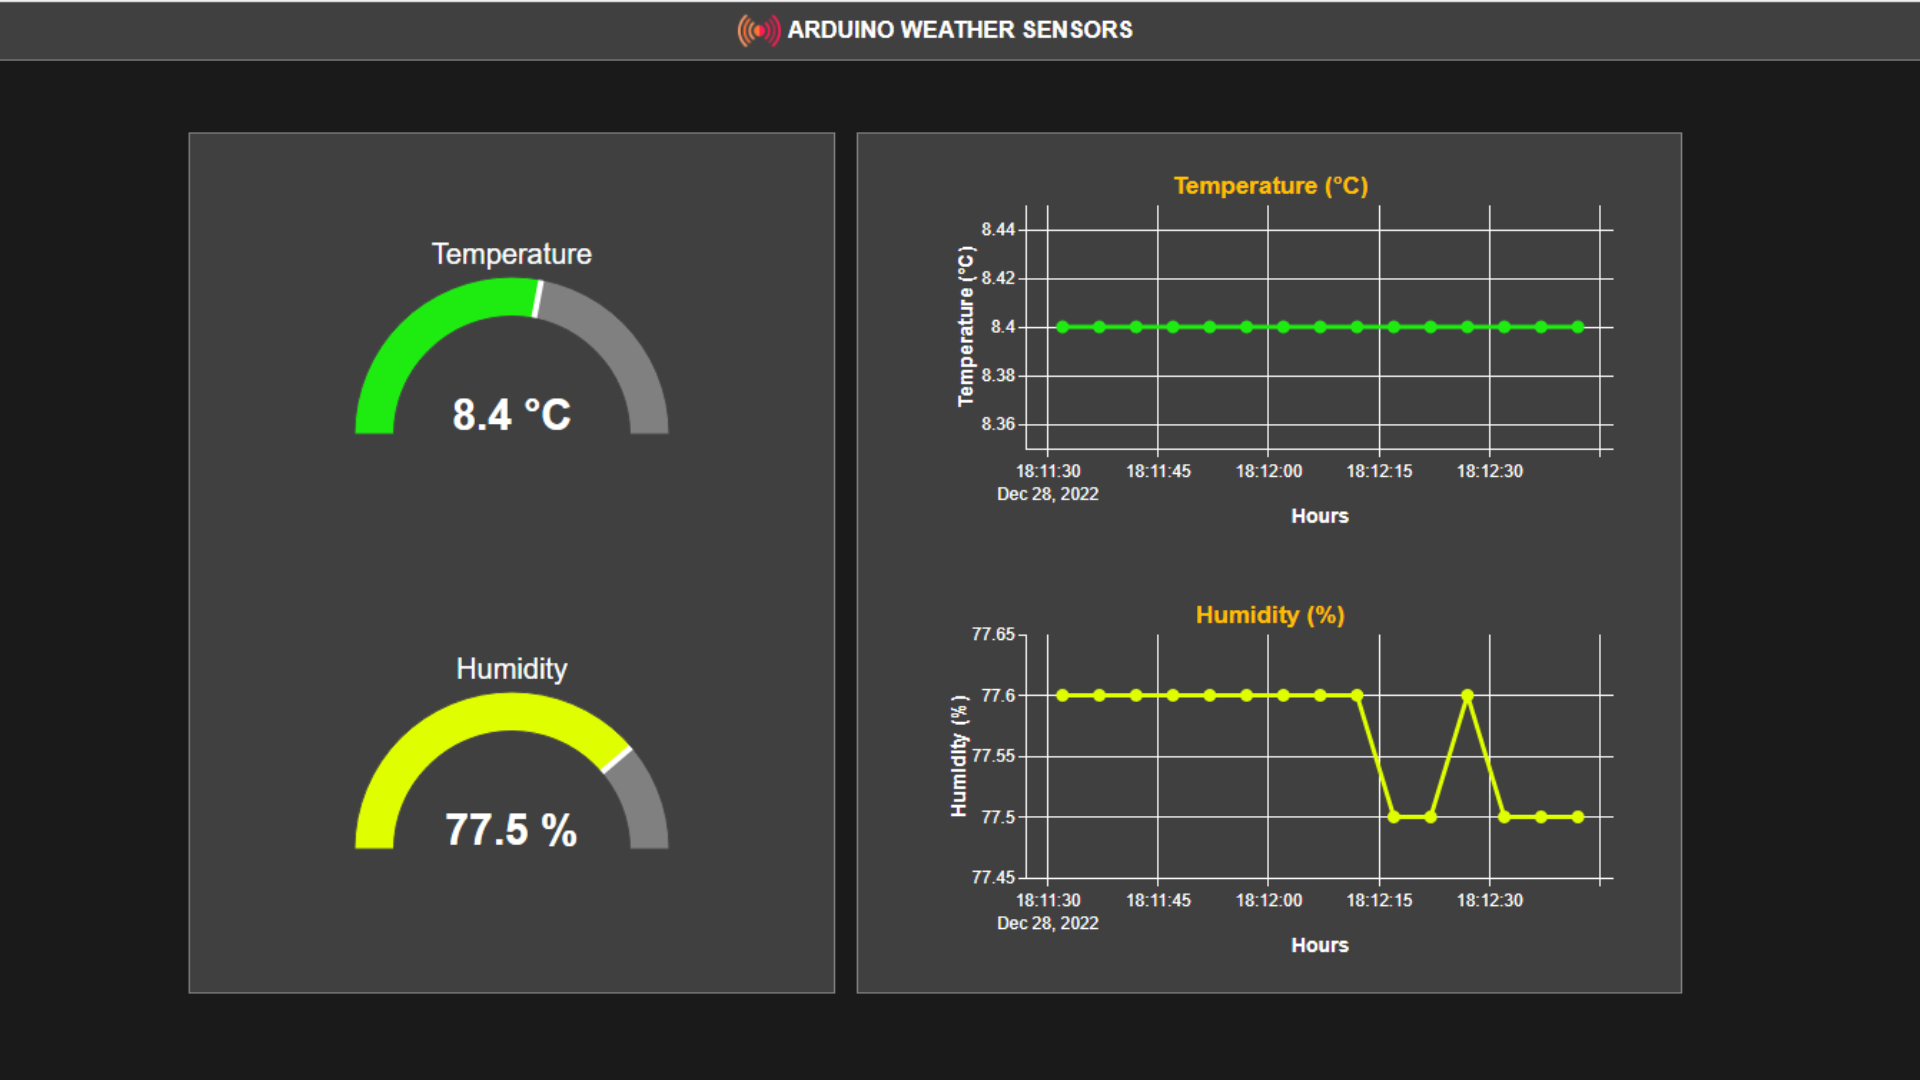 ARDUINO WEATHER SENSORS
Temperature
8.4 °C
Humidity
77.5 %
Temperature (°C)
Temperature (°C)
8.44
8.42
8.4
8.38
8.36
18:11:30 18:11:45 18:12:00 18:12:15 18:12:30
Dec 28, 2022
Hours
Humidity (%)
Humidity (%)
77.65
77.6
77.55
77.5
77.45
18:11:30 18:11:45 18:12:00 18:12:15 18:12:30
Dec 28, 2022
Hours